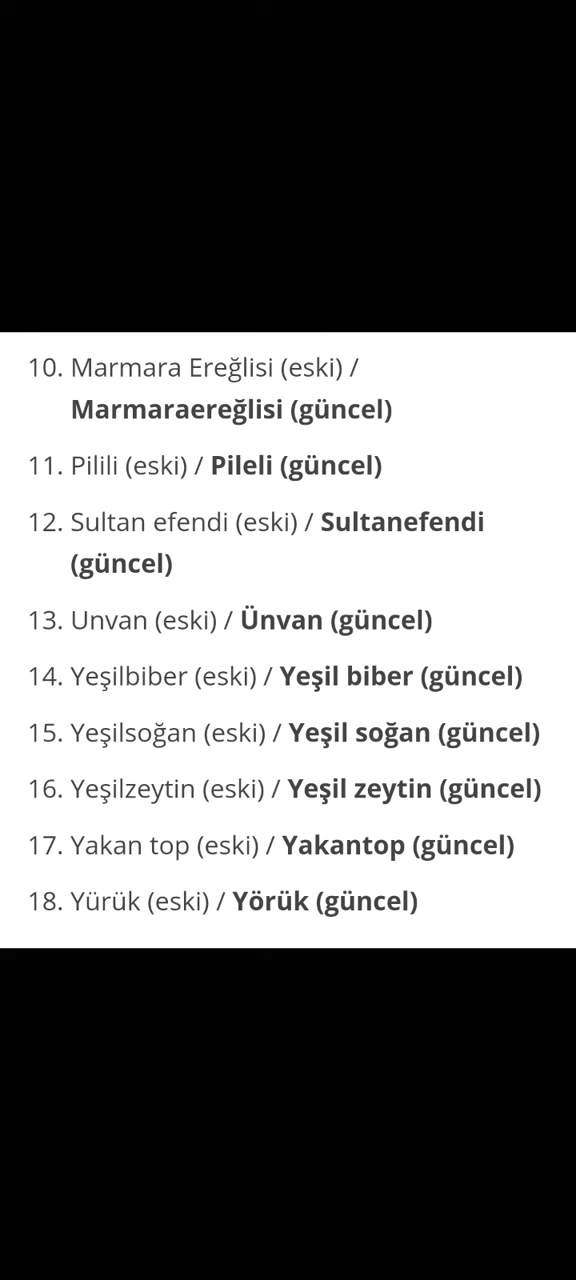 10. Marmara Ereğlisi (eski) /
Marmaraereğlisi (güncel)
11. Pilili (eski) / Pileli (güncel)
12. Sultan efendi (eski) / Sultanefendi
(güncel)
13. Unvan (eski) / Ünvan (güncel)
14. Yeşilbiber (eski) / Yeşil biber (güncel)
15. Yeşilsoğan (eski) / Yeşil soğan (güncel)
16. Yeşilzeytin (eski) / Yeşil zeytin (güncel)
17. Yakan top (eski) / Yakantop (güncel)
18. Yürük (eski) / Yörük (güncel)